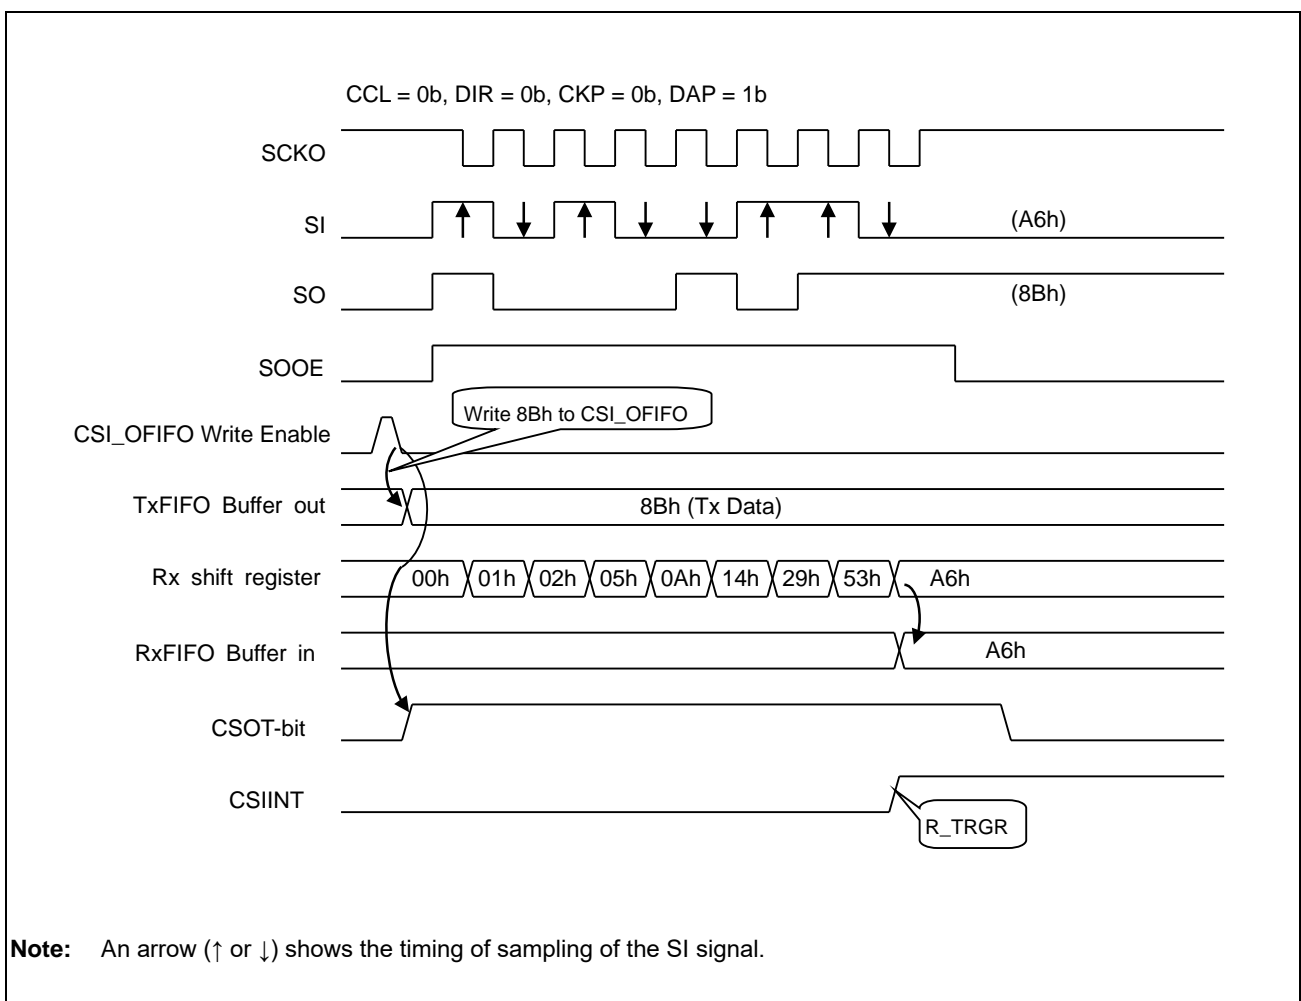 CCL = 0b, DIR = 0b, CKP = 0b, DAP = 1b
SCKO
SI
(A6h)
SO
(8Bh)
SOOE
Write 8Bh to CSI_OFIFO
CSI_OFIFO Write Enable
TxFIFO Buffer out
8Bh (Tx Data)
Rx shift register
00h 01h 02h 05h 0Ah 14h 29h 53h A6h
RxFIFO Buffer in
A6h
CSOT-bit
CSIINT
R_TRGR
Note: An arrow (↑ or ↓) shows the timing of sampling of the SI signal.